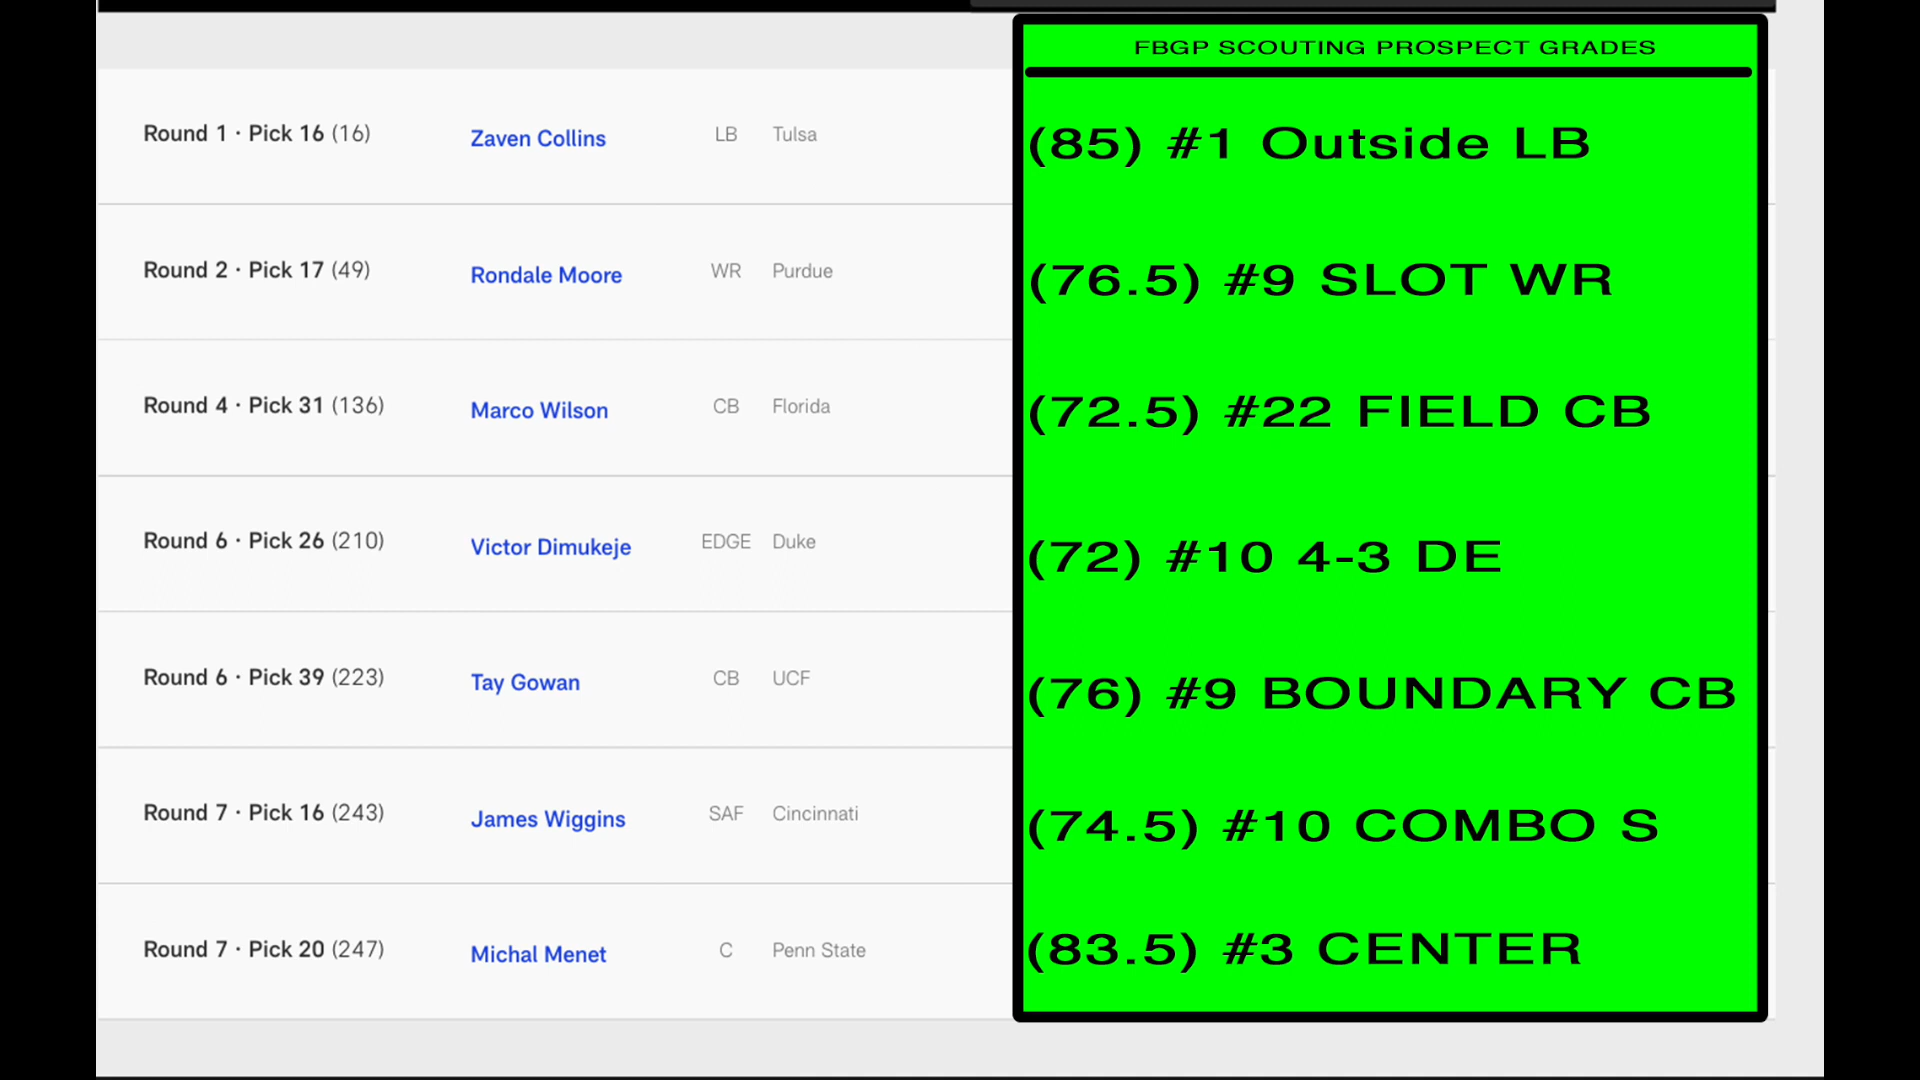 FBGP SCOUTING PROSPECT GRADES
Round 1 · Pick 16 (16) Zaven Collins LB Tulsa (85) #1 Outside LB
Round 2 · Pick 17 (49) Rondale Moore WR Purdue (76.5) #9 SLOT WR
Round 4 · Pick 31 (136) Marco Wilson CB Florida (72.5) #22 FIELD CB
Round 6 · Pick 26 (210) Victor Dimukeje EDGE Duke (72) #10 4-3 DE
Round 6 · Pick 39 (223) Tay Gowan CB UCF (76) #9 BOUNDARY CB
Round 7 · Pick 16 (243) James Wiggins SAF Cincinnati (74.5) #10 COMBO S
Round 7 · Pick 20 (247) Michal Menet C Penn State (83.5) #3 CENTER